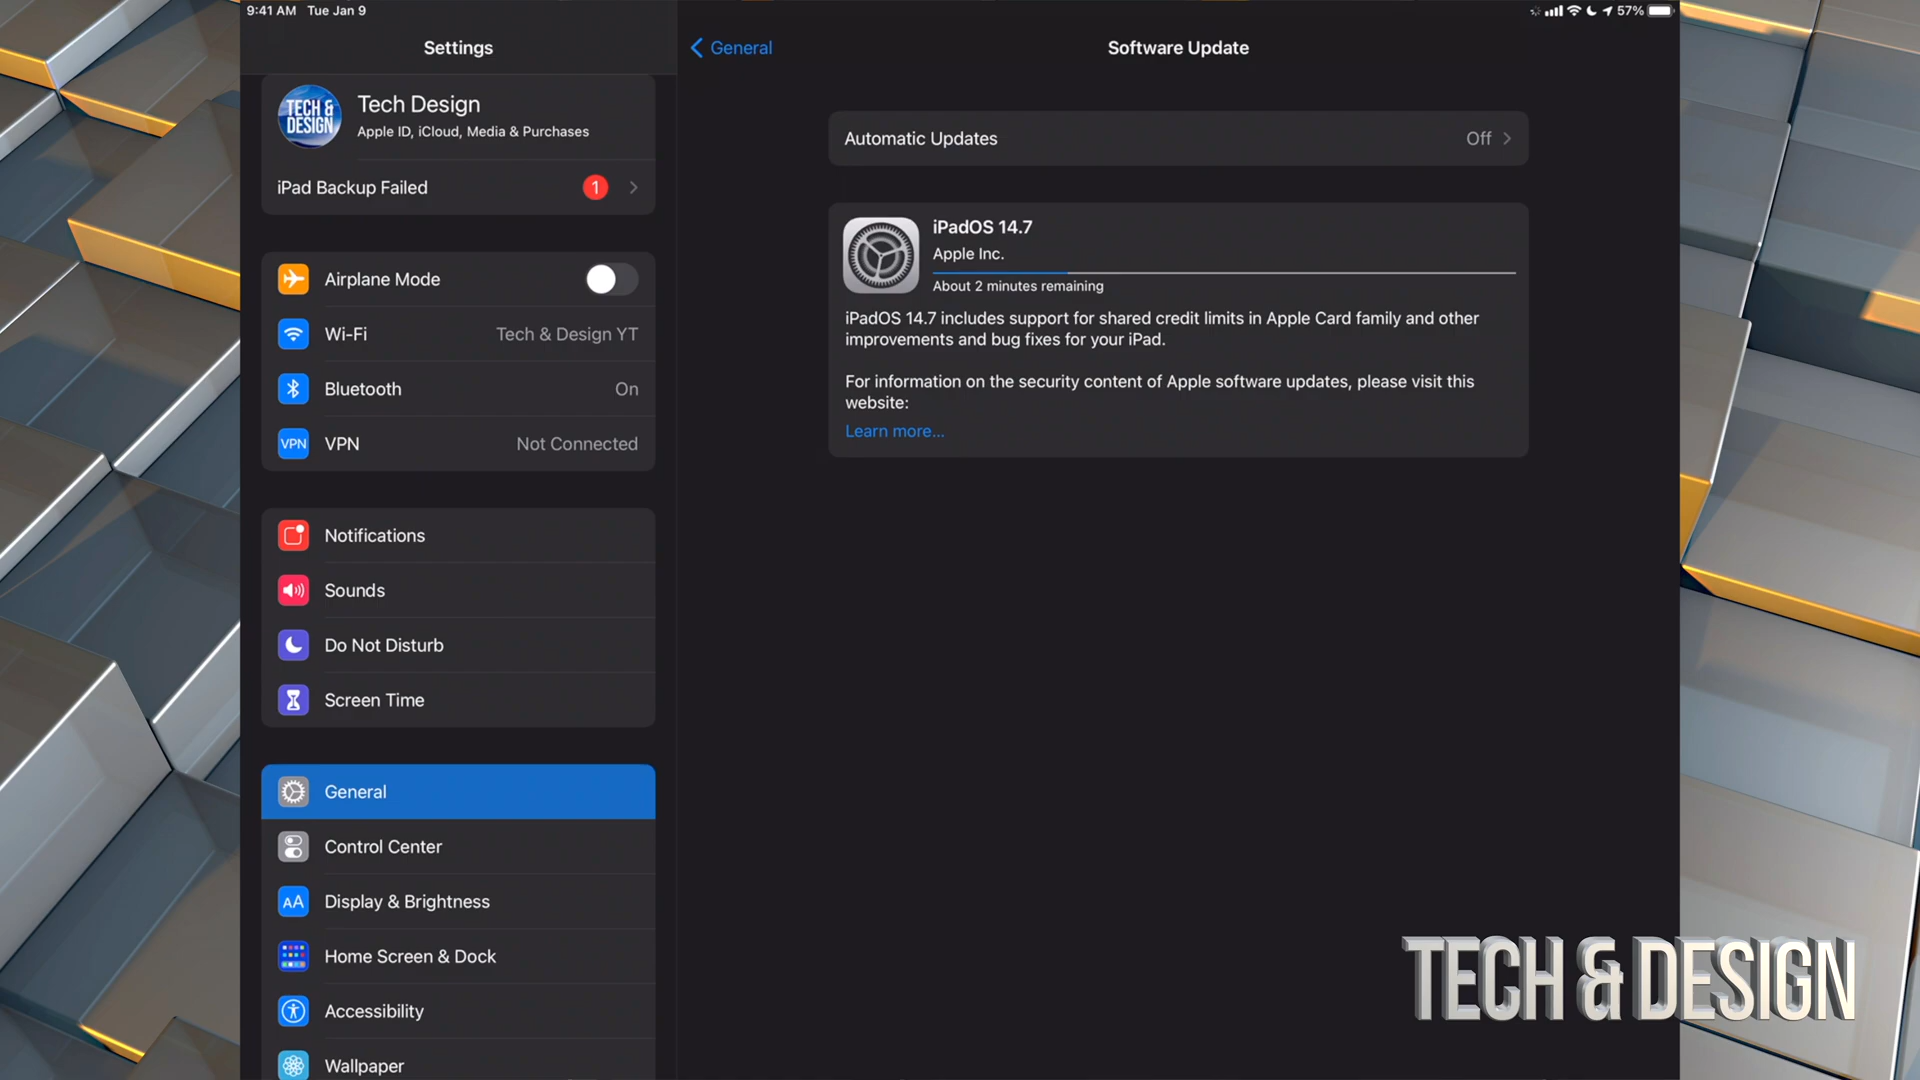 9:41 AM Tue Jan 9
57%
Settings
TECH &
DESIGN
Tech Design
Apple ID, iCloud, Media & Purchases
iPad Backup Failed 1
Airplane Mode
Wi-Fi Tech & Design YT
Bluetooth On
VPN VPN Not Connected
Notifications
Sounds
Do Not Disturb
Screen Time
General
Control Center
AA Display & Brightness
Home Screen & Dock
Accessibility
Wallpaper
General
Software Update
Automatic Updates Off
iPadOS 14.7
Apple Inc.
About 2 minutes remaining
iPadOS 14.7 includes support for shared credit limits in Apple Card family and other
improvements and bug fixes for your iPad.
For information on the security content of Apple software updates, please visit this
website:
Learn more...
TECH & DESIGN